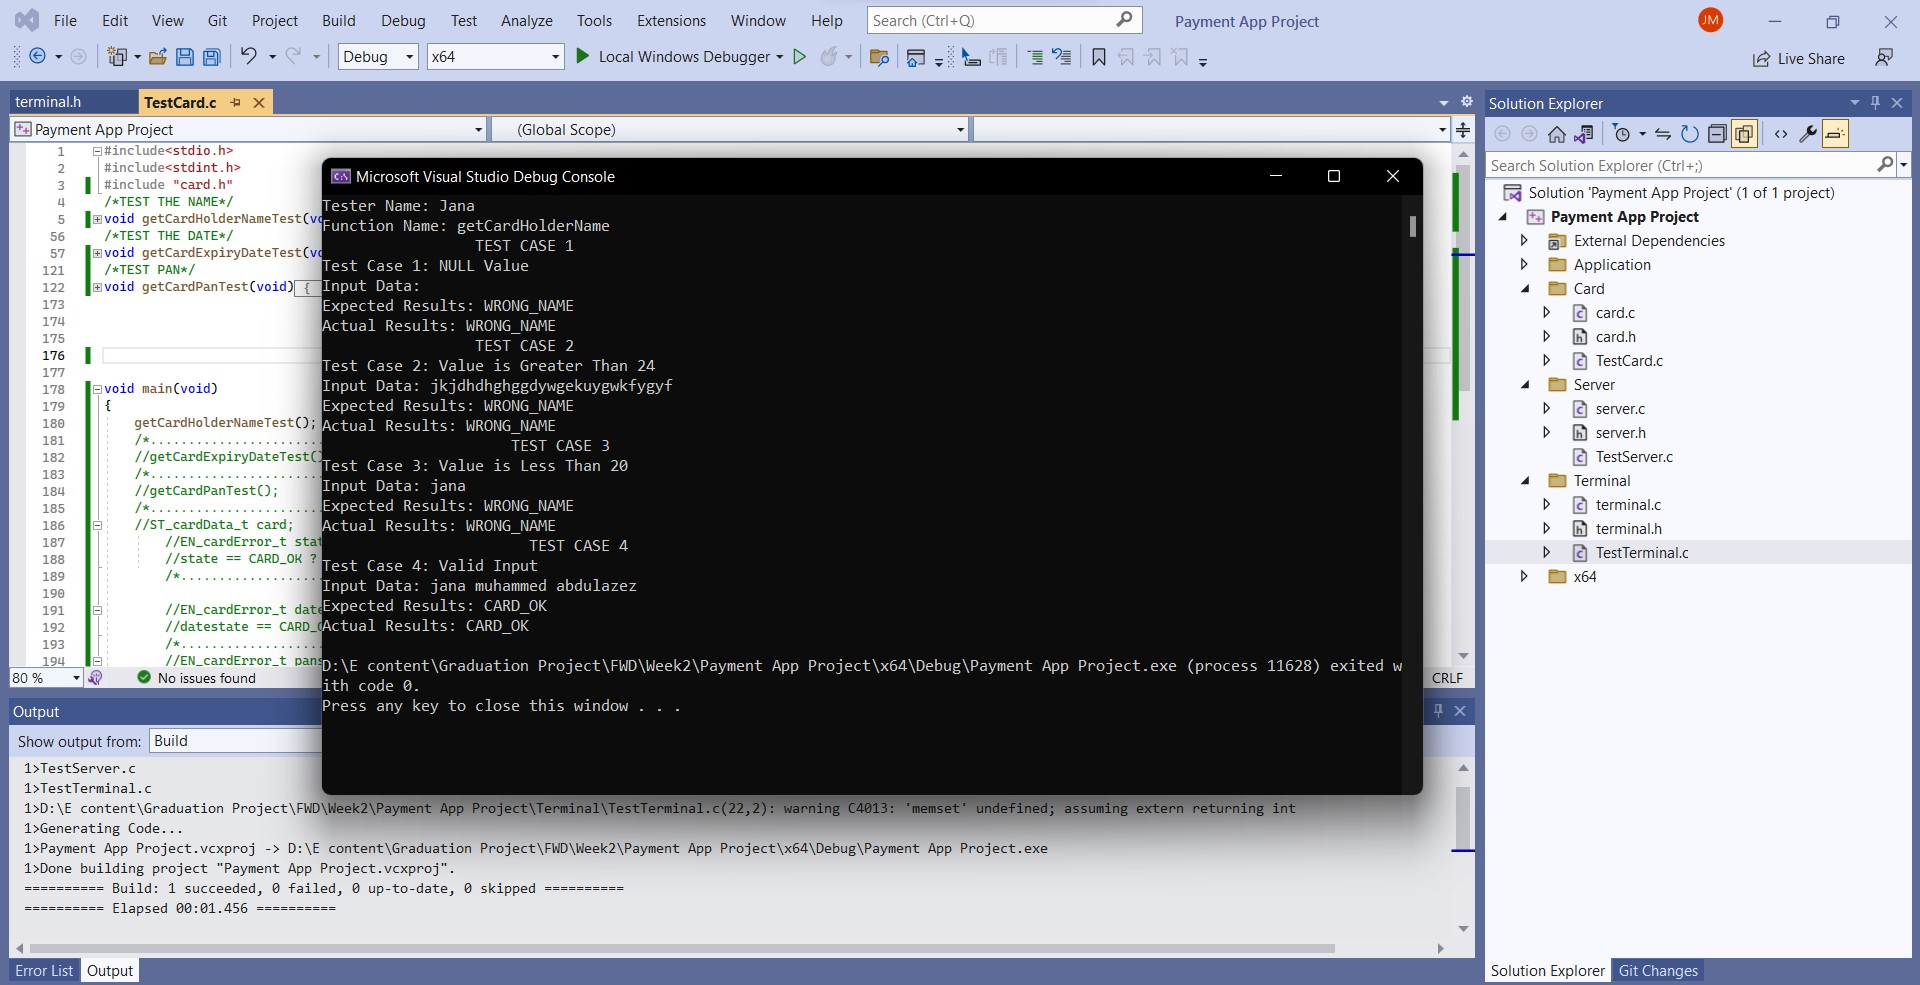 File Edit View Git Project Build Debug Test Analyze Tools Extensions Window Help Search (Ctrl+Q) Payment App Project JM
Debug x64 Local Windows Debugger Live Share
terminal.h TestCard.c
Payment App Project (Global Scope)
1 #include<stdio.h>
2 #include<stdint.h>
3 #include "card.h"
4 /*TEST THE NAME*/
5 void getCardHolderNameTest(vo
56 /*TEST THE DATE*/
57 void getCardExpiryDateTest(vo
121 /*TEST PAN*/
122 void getCardPanTest(void) {
173
174
175
176
177
178 void main(void)
179 {
180 getCardHolderNameTest();
181 /*.......................
182 //getCardExpiryDateTest()
183 /*.......................
184 //getCardPanTest();
185 /*.......................
186 //ST_cardData_t card;
187 //EN_cardError_t stat
188 //state == CARD_OK ?
189 /*...................
190
191 //EN_cardError_t date
192 //datestate == CARD_O
193 /*...................
194 //EN_cardError_t pans
80 % No issues found CRLF
Microsoft Visual Studio Debug Console
Tester Name: Jana
Function Name: getCardHolderName
TEST CASE 1
Test Case 1: NULL Value
Input Data:
Expected Results: WRONG_NAME
Actual Results: WRONG_NAME
TEST CASE 2
Test Case 2: Value is Greater Than 24
Input Data: jkjdhdhghggdywgekuygwkfygyf
Expected Results: WRONG_NAME
Actual Results: WRONG_NAME
TEST CASE 3
Test Case 3: Value is Less Than 20
Input Data: jana
Expected Results: WRONG_NAME
Actual Results: WRONG_NAME
TEST CASE 4
Test Case 4: Valid Input
Input Data: jana muhammed abdulazez
Expected Results: CARD_OK
Actual Results: CARD_OK
D:\E content\Graduation Project\FWD\Week2\Payment App Project\x64\Debug\Payment App Project.exe (process 11628) exited w
ith code 0.
Press any key to close this window . . .
Output
Show output from: Build
1>TestServer.c
1>TestTerminal.c
1>D:\E content\Graduation Project\FWD\Week2\Payment App Project\Terminal\TestTerminal.c(22,2): warning C4013: 'memset' undefined; assuming extern returning int
1>Generating Code...
1>Payment App Project.vcxproj -> D:\E content\Graduation Project\FWD\Week2\Payment App Project\x64\Debug\Payment App Project.exe
1>Done building project "Payment App Project.vcxproj".
========== Build: 1 succeeded, 0 failed, 0 up-to-date, 0 skipped ==========
========== Elapsed 00:01.456 ==========
Error List Output
Solution Explorer
Search Solution Explorer (Ctrl+;)
Solution 'Payment App Project' (1 of 1 project)
Payment App Project
External Dependencies
Application
Card
card.c
card.h
TestCard.c
Server
server.c
server.h
TestServer.c
Terminal
terminal.c
terminal.h
TestTerminal.c
x64
Solution Explorer Git Changes